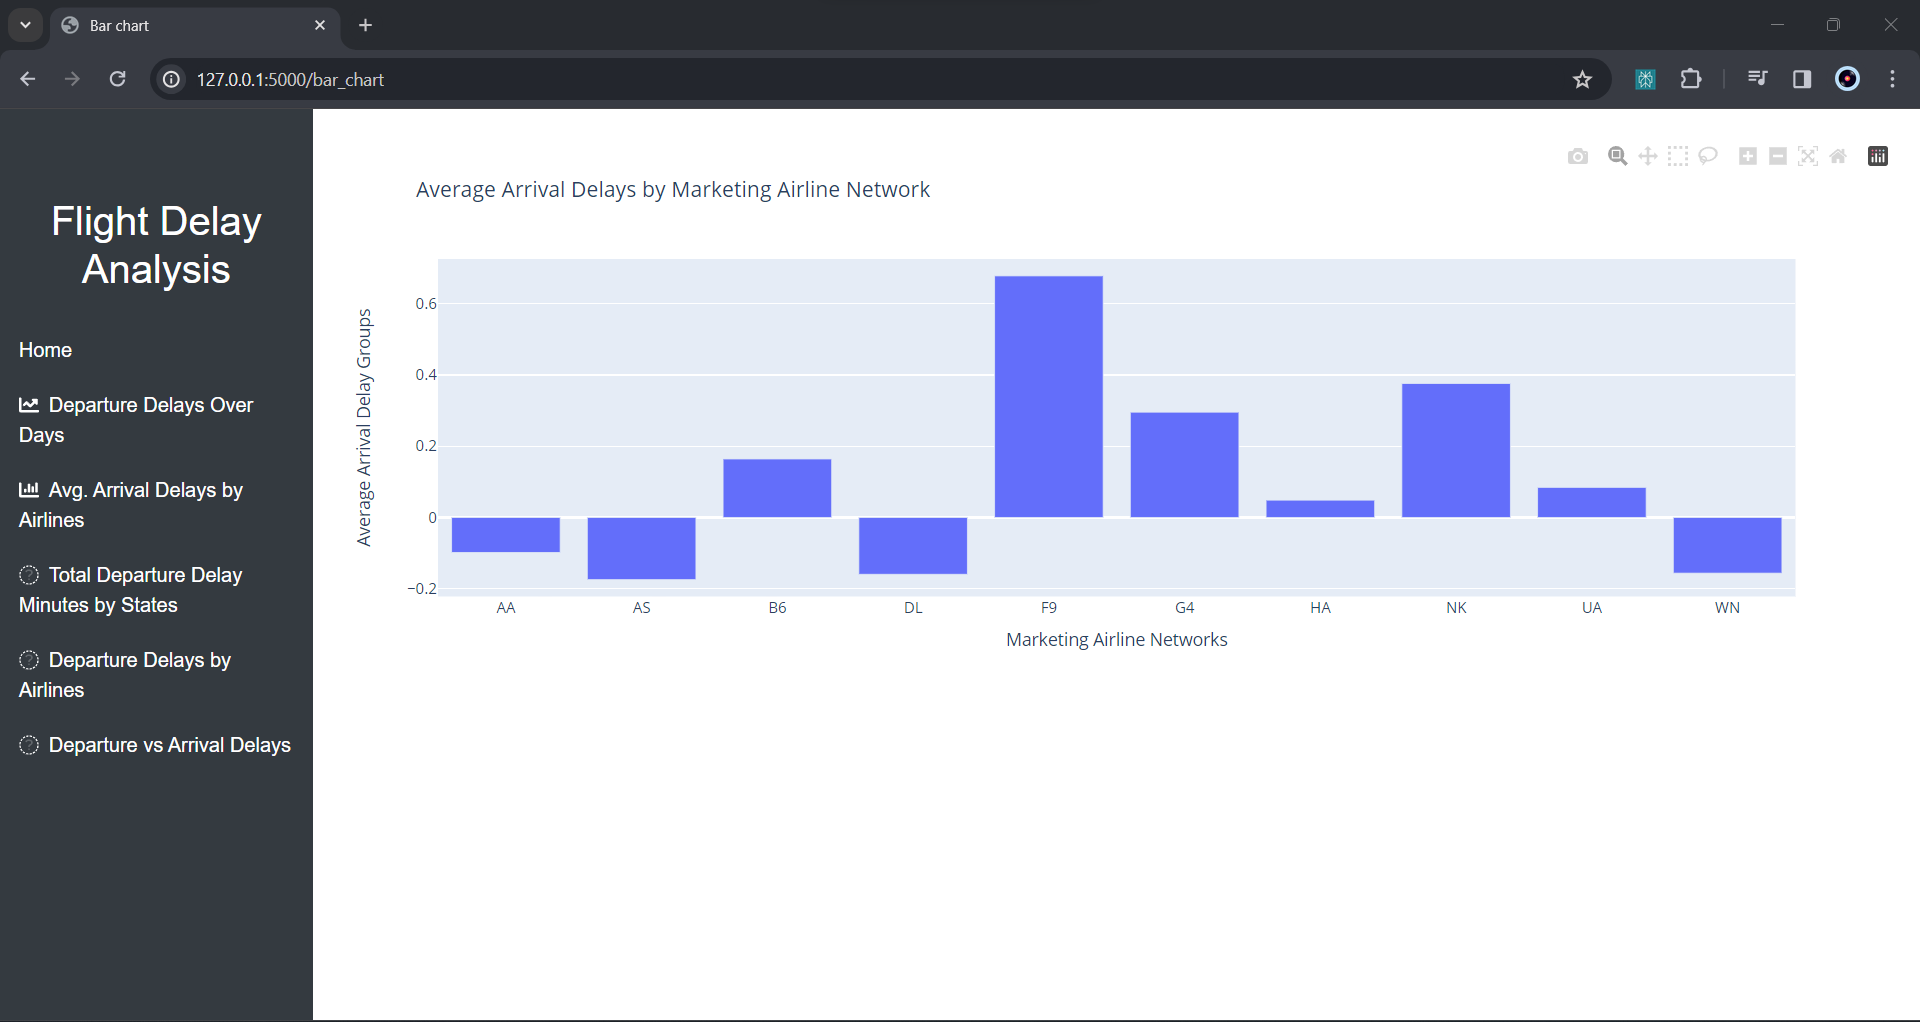 Bar chart
127.0.0.1:5000/bar_chart
Flight Delay
Analysis
Home
Departure Delays Over
Days
Avg. Arrival Delays by
Airlines
Total Departure Delay
Minutes by States
Departure Delays by
Airlines
Departure vs Arrival Delays
Average Arrival Delays by Marketing Airline Network
Average Arrival Delay Groups
0.6
0.4
0.2
0
−0.2
AA AS B6 DL F9 G4 HA NK UA WN
Marketing Airline Networks